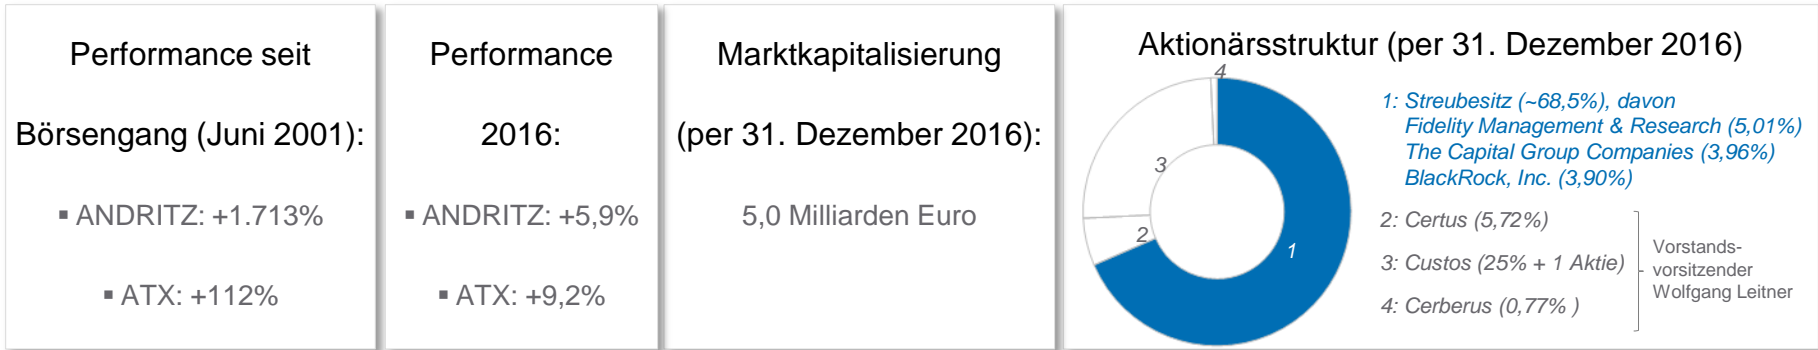 Performance seit
Börsengang (Juni 2001):
▪ ANDRITZ: +1.713%
▪ ATX: +112%
Performance
2016:
▪ ANDRITZ: +5,9%
▪ ATX: +9,2%
Marktkapitalisierung
(per 31. Dezember 2016):
5,0 Milliarden Euro
Aktionärsstruktur (per 31. Dezember 2016)
4
3
2
1
1: Streubesitz (~68,5%), davon
Fidelity Management & Research (5,01%)
The Capital Group Companies (3,96%)
BlackRock, Inc. (3,90%)
2: Certus (5,72%)
3: Custos (25% + 1 Aktie)
4: Cerberus (0,77% )
Vorstands-
vorsitzender
Wolfgang Leitner